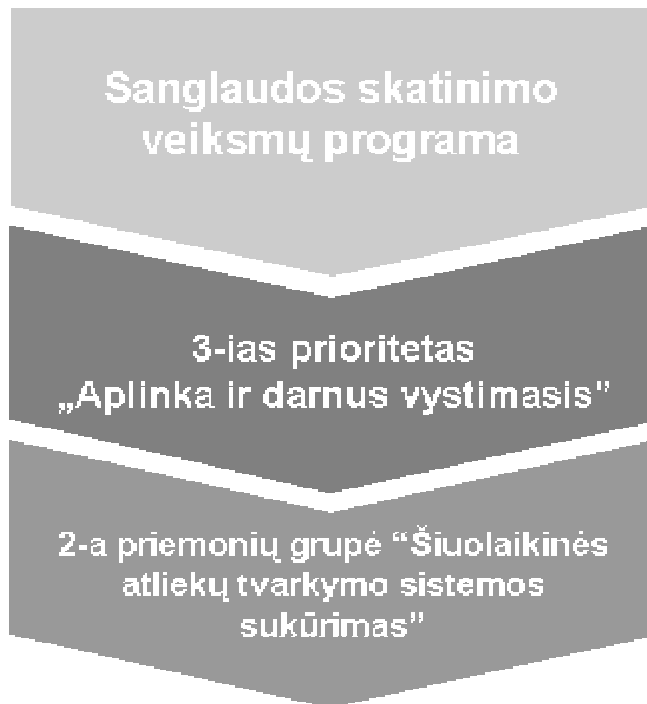 Sanglaudos skatinimo
veiksmų programa
3-ias prioritetas
„Aplinka ir darnus vystimasis”
2-a priemonių grupė “Šiuolaikinės
atliekų tvarkymo sistemos
sukūrimas”